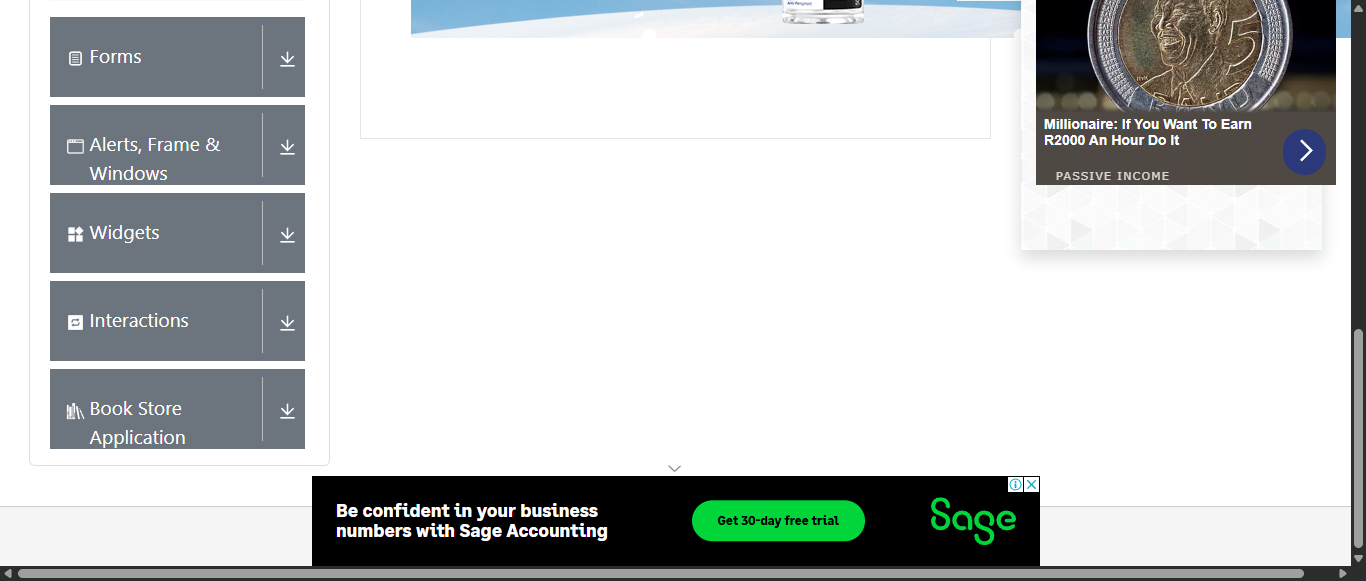 Forms
Alerts, Frame &
Windows
Widgets
Interactions
Book Store
Application
5
Millionaire: If You Want To Earn
R2000 An Hour Do It
PASSIVE INCOME
Be confident in your business
numbers with Sage Accounting
Get 30-day free trial
Sage